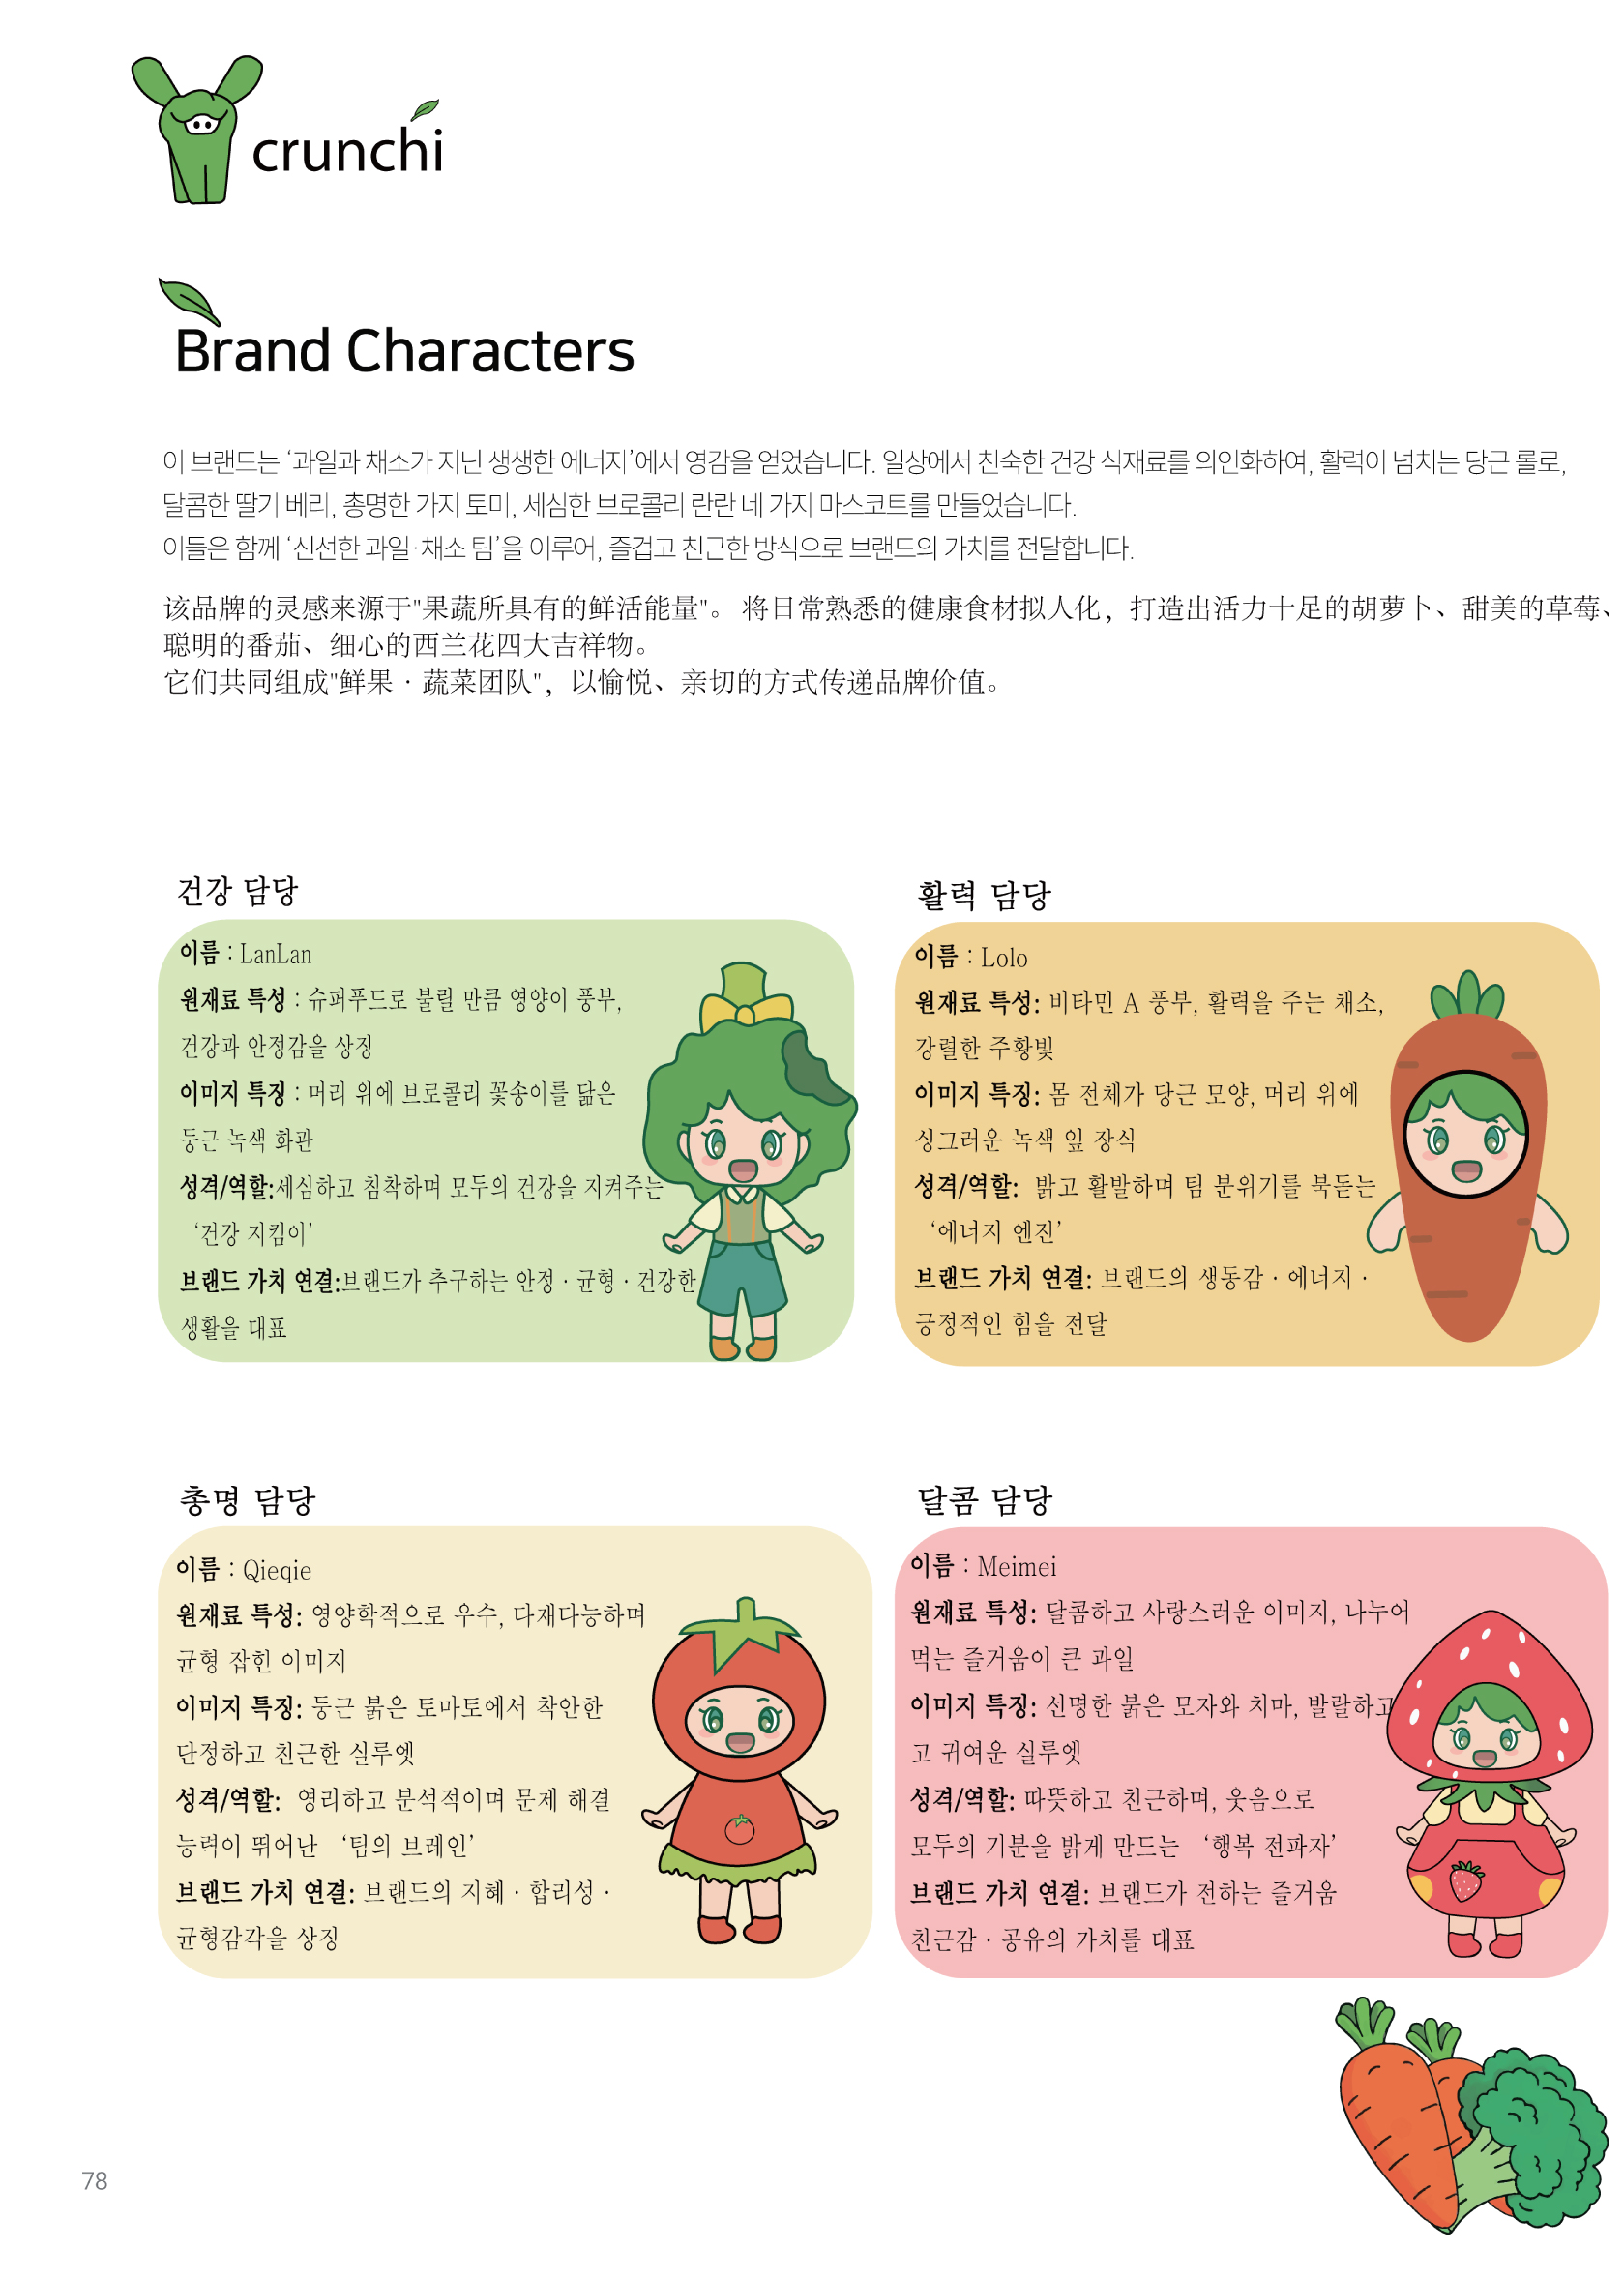 crunchi
Brand Characters
이 브랜드는 ‘과일과 채소가 지닌 생생한 에너지’에서 영감을 얻었습니다. 일상에서 친숙한 건강 식재료를 의인화하여, 활력이 넘치는 당근 롤로,
달콤한 딸기 베리, 총명한 가지 토미, 세심한 브로콜리 란란 네 가지 마스코트를 만들었습니다.
이들은 함께 ‘신선한 과일·채소 팀’을 이루어, 즐겁고 친근한 방식으로 브랜드의 가치를 전달합니다.
该品牌的灵感来源于"果蔬所具有的鲜活能量"。 将日常熟悉的健康食材拟人化，打造出活力十足的胡萝卜、甜美的草莓、
聪明的番茄、细心的西兰花四大吉祥物。
它们共同组成"鲜果 · 蔬菜团队"，以愉悦、亲切的方式传递品牌价值。
건강 담당
이름 : LanLan
원재료 특성 : 슈퍼푸드로 불릴 만큼 영양이 풍부,
건강과 안정감을 상징
이미지 특징 : 머리 위에 브로콜리 꽃송이를 닮은
둥근 녹색 화관
성격/역할:세심하고 침착하며 모두의 건강을 지켜주는
‘건강 지킴이’
브랜드 가치 연결:브랜드가 추구하는 안정 · 균형 · 건강한
생활을 대표
활력 담당
이름 : Lolo
원재료 특성: 비타민 A 풍부, 활력을 주는 채소,
강렬한 주황빛
이미지 특징: 몸 전체가 당근 모양, 머리 위에
싱그러운 녹색 잎 장식
성격/역할: 밝고 활발하며 팀 분위기를 북돋는
‘에너지 엔진’
브랜드 가치 연결: 브랜드의 생동감 · 에너지 ·
긍정적인 힘을 전달
총명 담당
이름 : Qieqie
원재료 특성: 영양학적으로 우수, 다재다능하며
균형 잡힌 이미지
이미지 특징: 둥근 붉은 토마토에서 착안한
단정하고 친근한 실루엣
성격/역할: 영리하고 분석적이며 문제 해결
능력이 뛰어난 ‘팀의 브레인’
브랜드 가치 연결: 브랜드의 지혜 · 합리성 ·
균형감각을 상징
달콤 담당
이름 : Meimei
원재료 특성: 달콤하고 사랑스러운 이미지, 나누어
먹는 즐거움이 큰 과일
이미지 특징: 선명한 붉은 모자와 치마, 발랄하고
고 귀여운 실루엣
성격/역할: 따뜻하고 친근하며, 웃음으로
모두의 기분을 밝게 만드는 ‘행복 전파자’
브랜드 가치 연결: 브랜드가 전하는 즐거움
친근감 · 공유의 가치를 대표
78